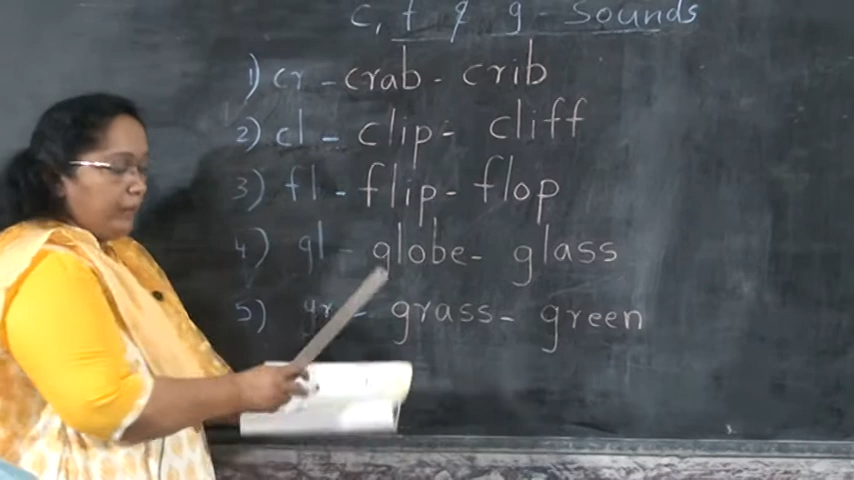 c, f & g - Sounds
1) cr - crab - crib
2) cl - clip - cliff
3) fl - flip - flop
4) gl - globe - glass
5) gr - grass - green